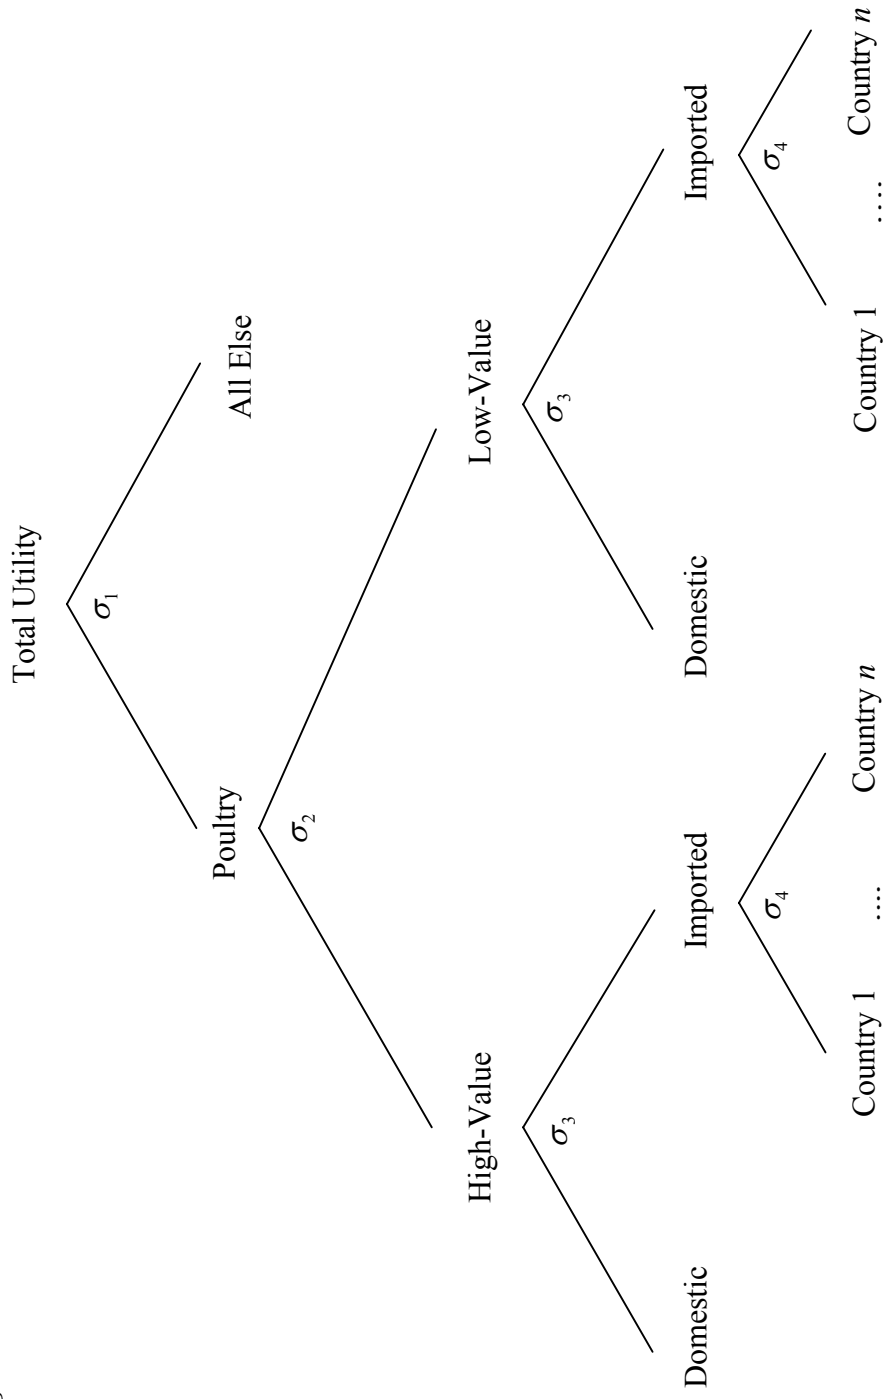 Total Utility
σ1
Poultry
All Else
σ2
High-Value
Low-Value
σ3
σ3
Domestic
Imported
Domestic
Imported
σ4
σ4
Country 1
....
Country n
Country 1
....
Country n